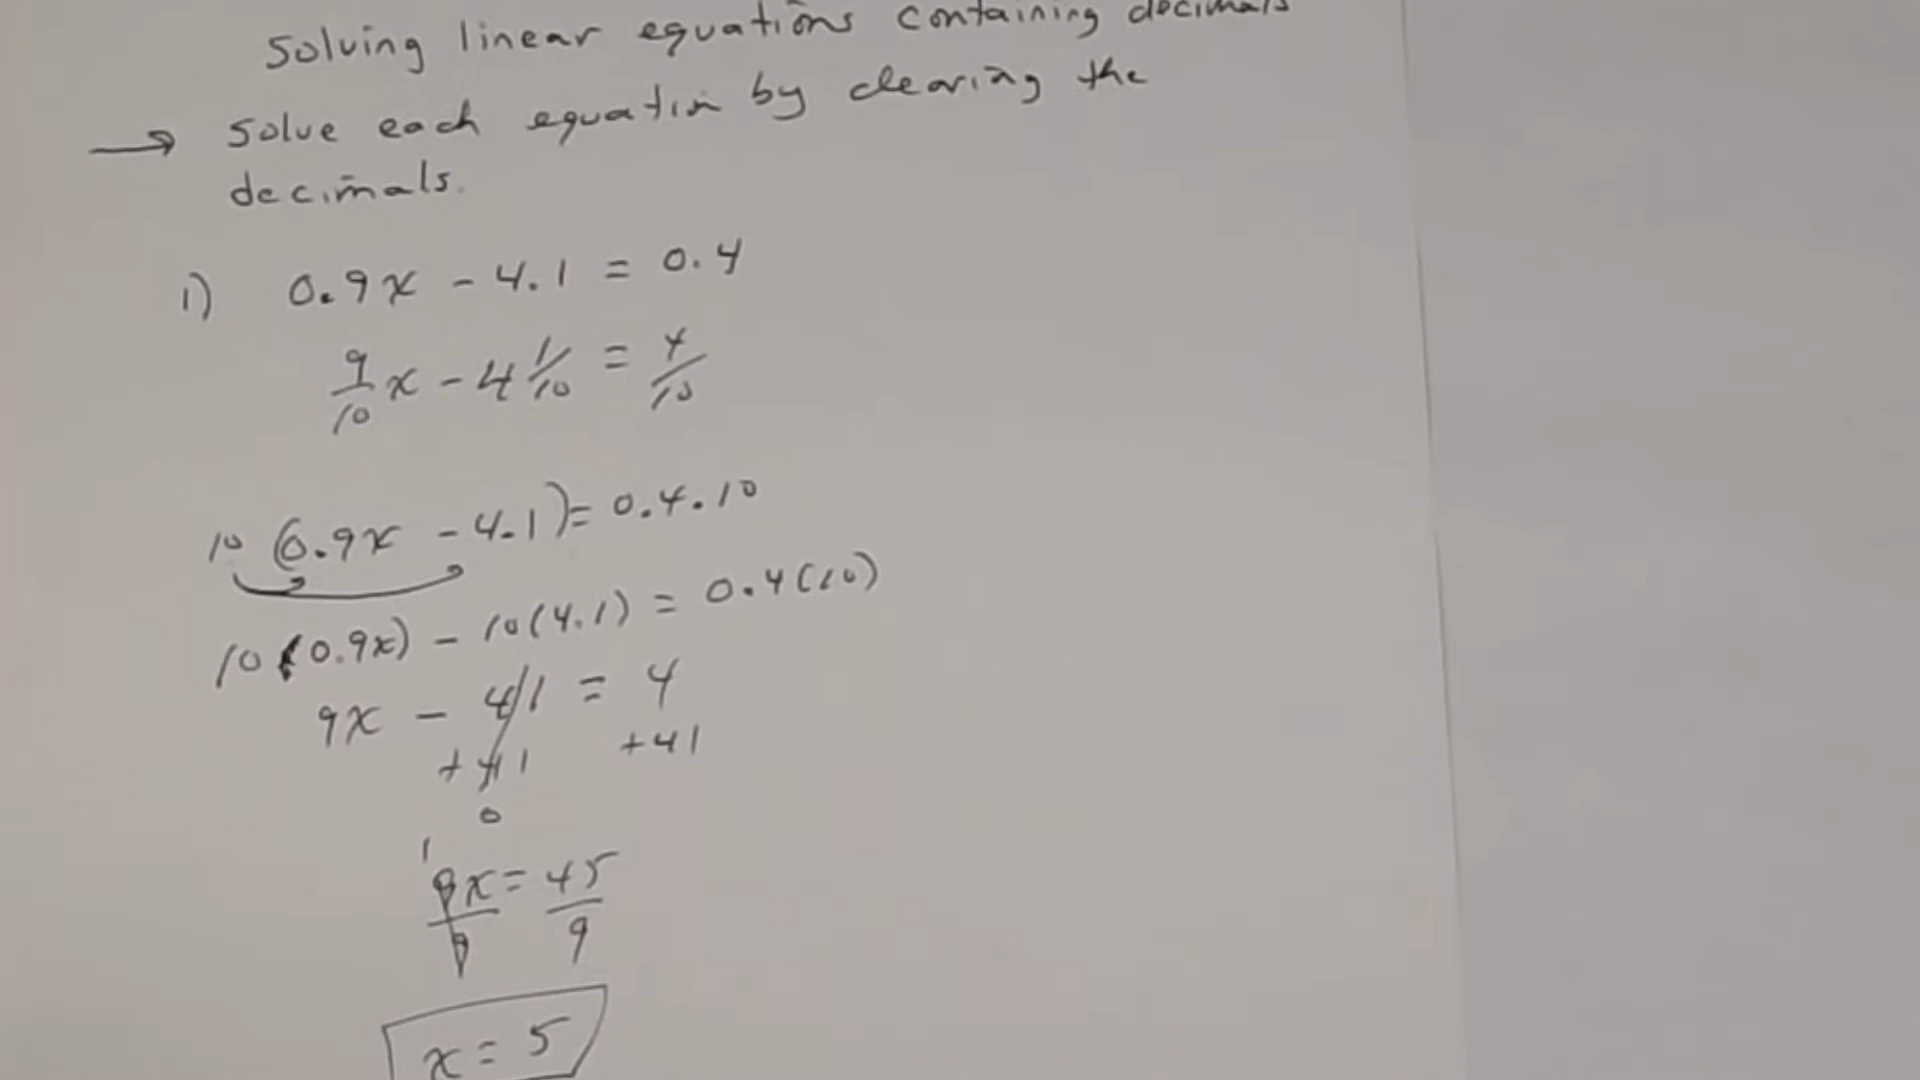 Solving linear equations containing decimals
→ Solve each equation by clearing the
decimals.
1) 0.9x - 4.1 = 0.4
9/10 x - 4 1/10 = 4/10
10 (0.9x - 4.1) = 0.4 . 10
10 (0.9x) - 10(4.1) = 0.4(10)
9x - 41 = 4
+ 41 +41
0
1
9x = 45
9 9
x = 5